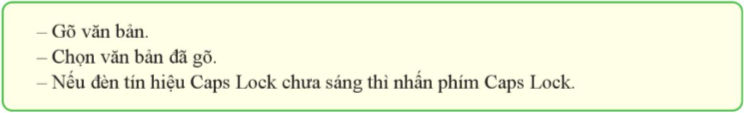 – Gõ văn bản.
– Chọn văn bản đã gõ.
– Nếu đèn tín hiệu Caps Lock chưa sáng thì nhấn phím Caps Lock.